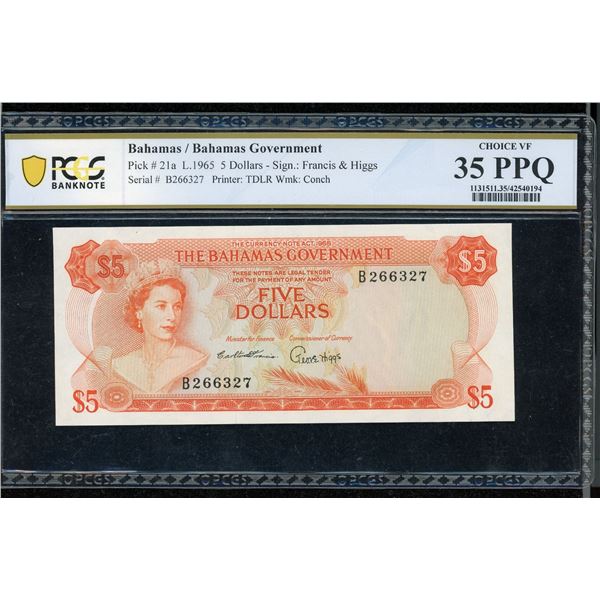 PCGS
BANKNOTE
Bahamas / Bahamas Government
Pick # 21a L.1965 5 Dollars - Sign.: Francis & Higgs
Serial # B266327 Printer: TDLR Wmk: Conch
CHOICE VF
35 PPQ
1131511.35/42540194
$5
THE CURRENCY NOTE ACT, 1965
THE BAHAMAS GOVERNMENT
THESE NOTES ARE LEGAL TENDER
FOR THE PAYMENT OF ANY AMOUNT
B266327
$5
FIVE
DOLLARS
Minister for Finance
Commissioner of Currency
B266327
$5
$5